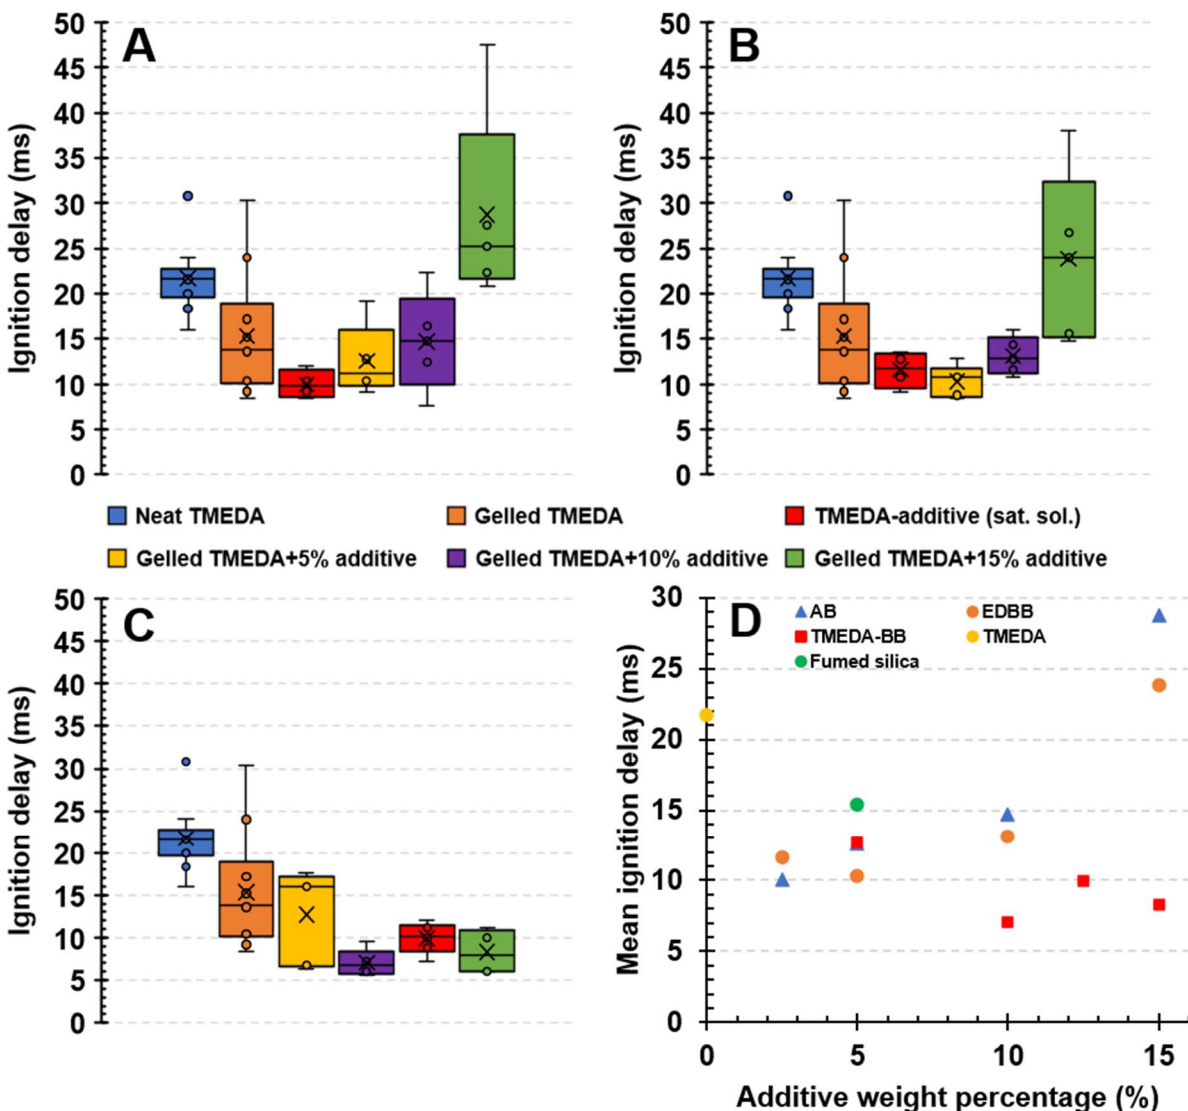 A
Ignition delay (ms)
50
45
40
35
30
25
20
15
10
5
0
B
Ignition delay (ms)
50
45
40
35
30
25
20
15
10
5
0
Neat TMEDA
Gelled TMEDA
TMEDA-additive (sat. sol.)
Gelled TMEDA+5% additive
Gelled TMEDA+10% additive
Gelled TMEDA+15% additive
C
Ignition delay (ms)
50
45
40
35
30
25
20
15
10
5
0
D
Mean ignition delay (ms)
30
25
20
15
10
5
0
AB
EDBB
TMEDA-BB
TMEDA
Fumed silica
0 5 10 15
Additive weight percentage (%)